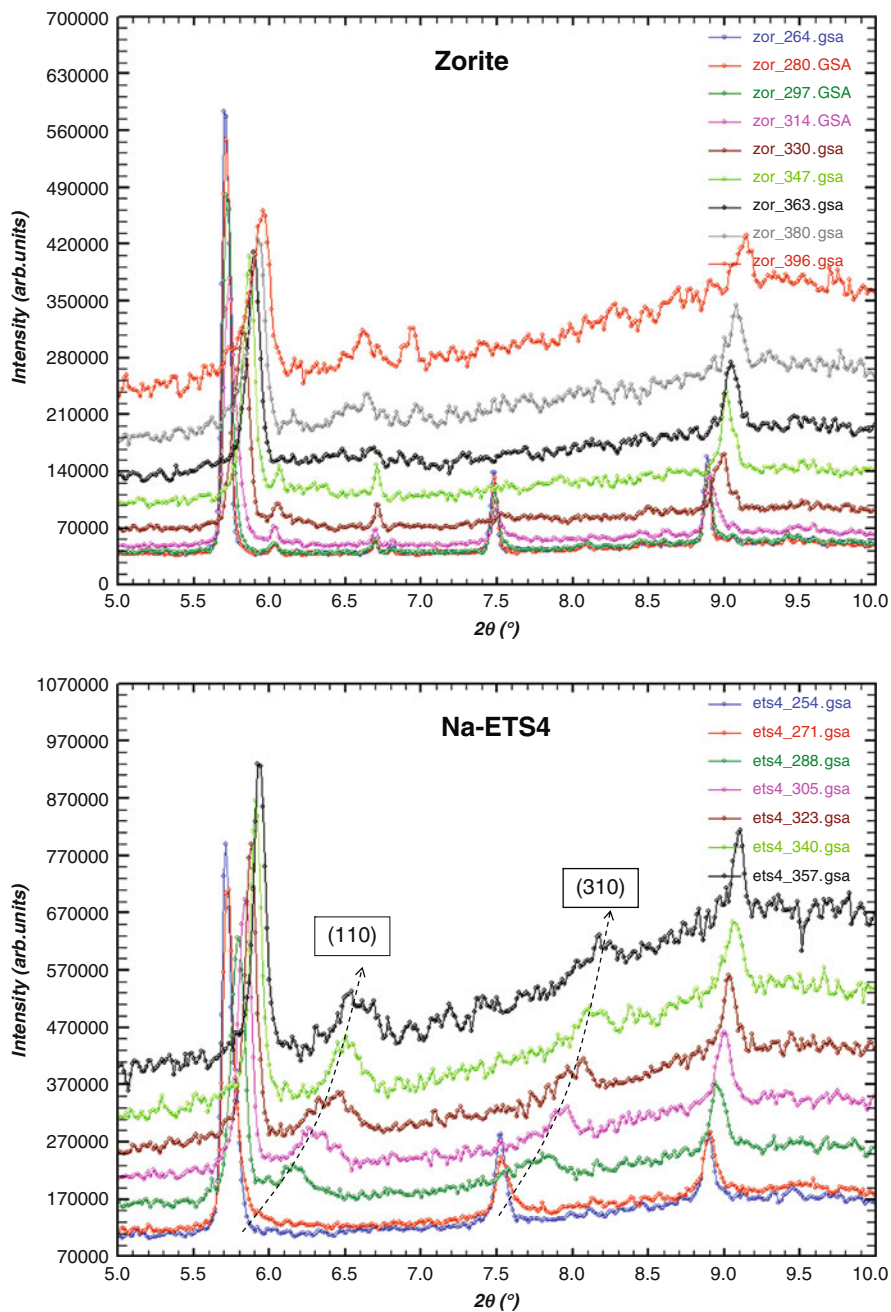 700000
630000
560000
490000
420000
350000
280000
210000
140000
70000
0
Intensity (arb.units)
Zorite
zor_264.gsa
zor_280.GSA
zor_297.GSA
zor_314.GSA
zor_330.gsa
zor_347.gsa
zor_363.gsa
zor_380.gsa
zor_396.gsa
5.0 5.5 6.0 6.5 7.0 7.5 8.0 8.5 9.0 9.5 10.0
2θ (°)
1070000
970000
870000
770000
670000
570000
470000
370000
270000
170000
70000
Intensity (arb.units)
Na-ETS4
ets4_254.gsa
ets4_271.gsa
ets4_288.gsa
ets4_305.gsa
ets4_323.gsa
ets4_340.gsa
ets4_357.gsa
(310)
(110)
5.0 5.5 6.0 6.5 7.0 7.5 8.0 8.5 9.0 9.5 10.0
2θ (°)